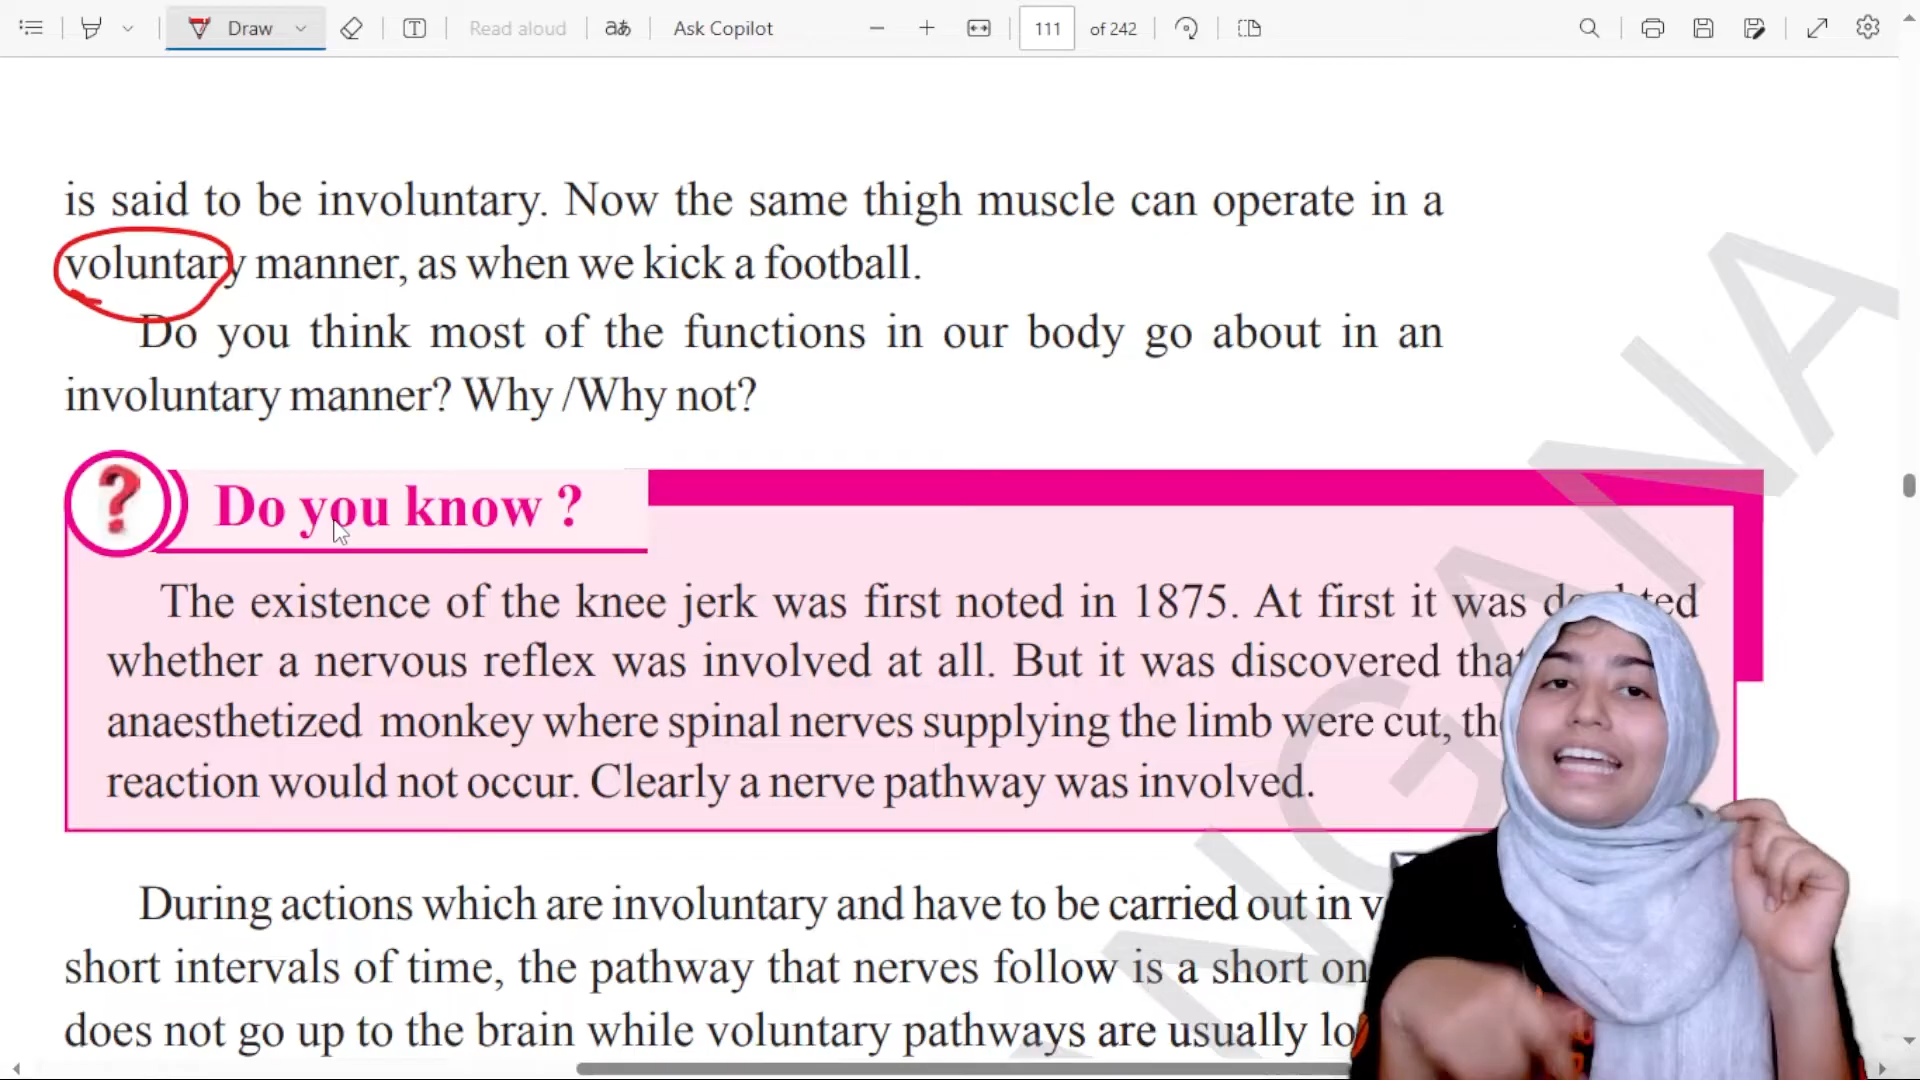 Draw
Read aloud
Ask Copilot
111 of 242
is said to be involuntary. Now the same thigh muscle can operate in a
voluntary manner, as when we kick a football.
Do you think most of the functions in our body go about in an
involuntary manner? Why /Why not?
? Do you know ?
The existence of the knee jerk was first noted in 1875. At first it was
whether a nervous reflex was involved at all. But it was discovered
anaesthetized monkey where spinal nerves supplying the limb were cut,
reaction would not occur. Clearly a nerve pathway was involved.
During actions which are involuntary and have to be carried out in
short intervals of time, the pathway that nerves follow is a short
does not go up to the brain while voluntary pathways are usually
NGANA